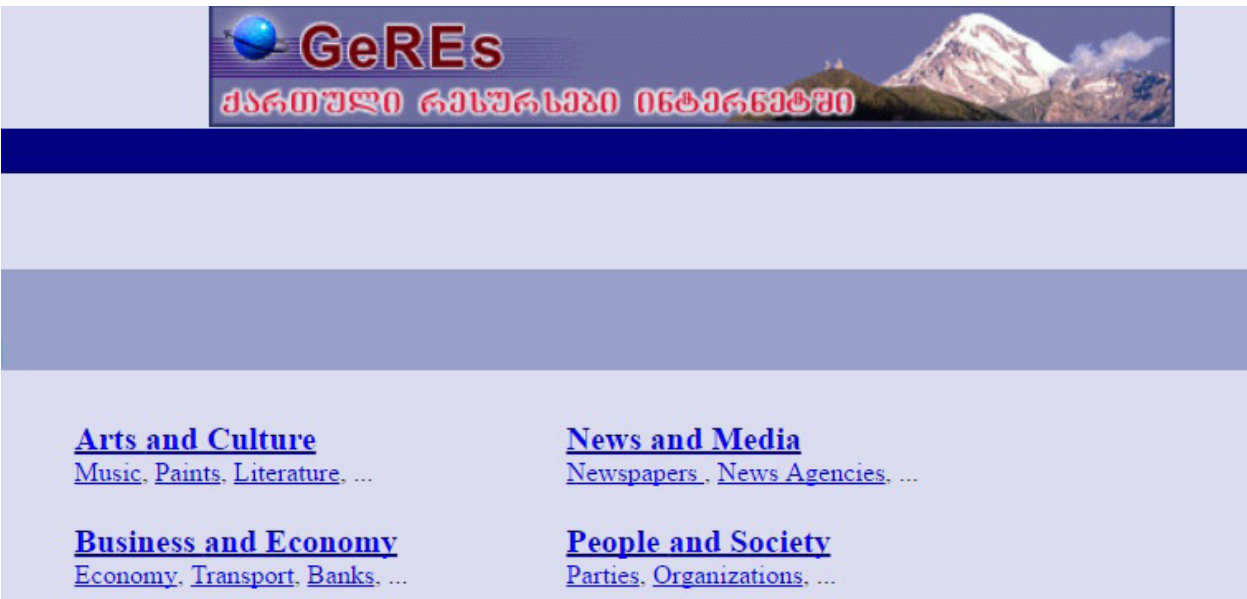 GeREs
ქართული რესურსები ინტერნეტში
Arts and Culture
Music, Paints, Literature, ...
News and Media
Newspapers , News Agencies, ...
Business and Economy
Economy, Transport, Banks, ...
People and Society
Parties, Organizations, ...